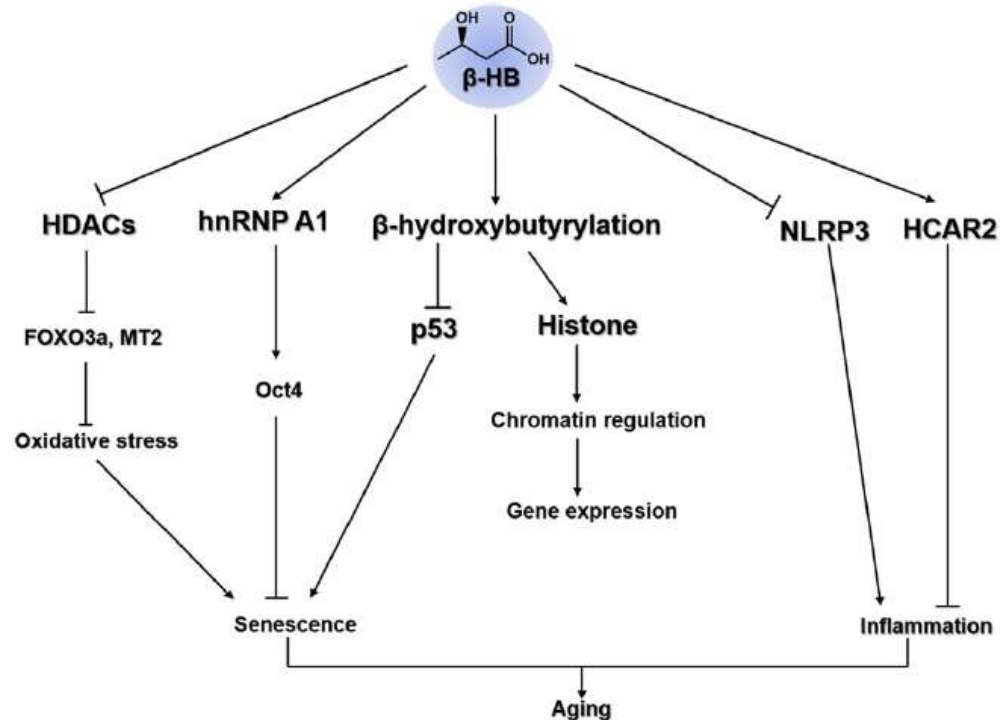 OH
O
OH
β-HB
HDACs
hnRNP A1
β-hydroxybutyrylation
NLRP3
HCAR2
FOXO3a, MT2
p53
Histone
Oct4
Chromatin regulation
Oxidative stress
Gene expression
Senescence
Inflammation
Aging